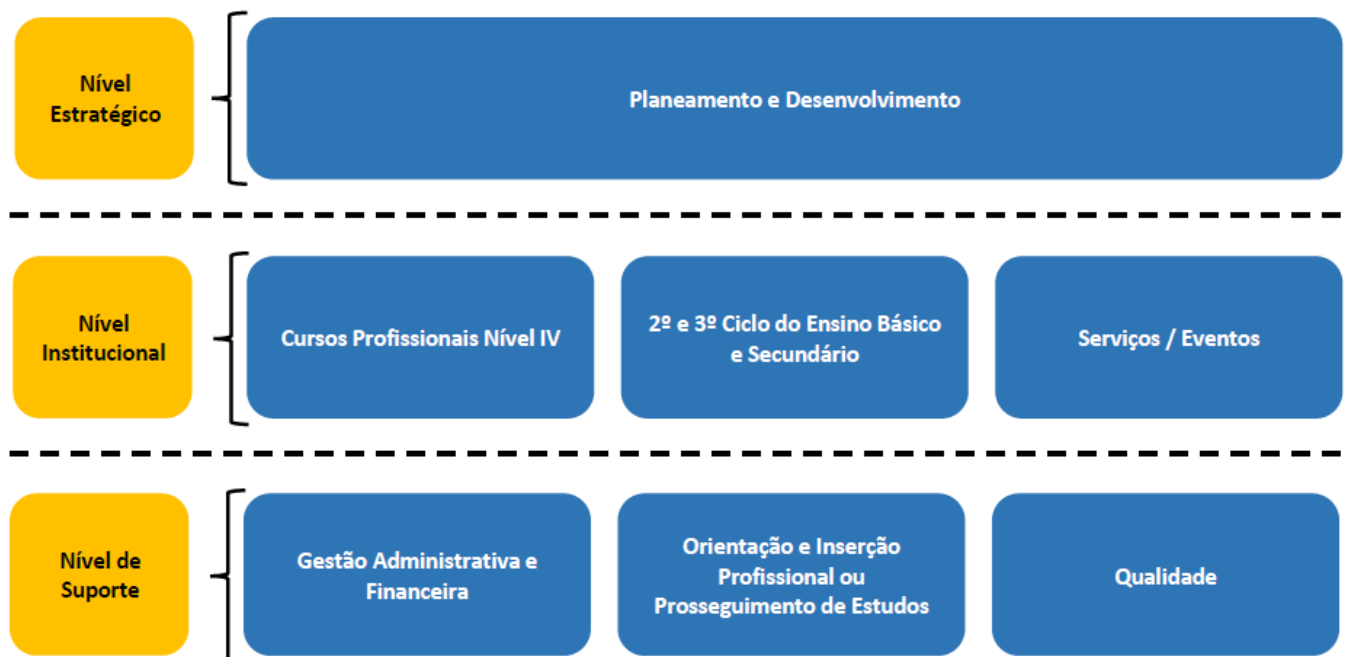 Nível
Estratégico
Planeamento e Desenvolvimento
Nível
Institucional
Cursos Profissionais Nível IV
2º e 3º Ciclo do Ensino Básico
e Secundário
Serviços / Eventos
Nível de
Suporte
Gestão Administrativa e
Financeira
Orientação e Inserção
Profissional ou
Prosseguimento de Estudos
Qualidade